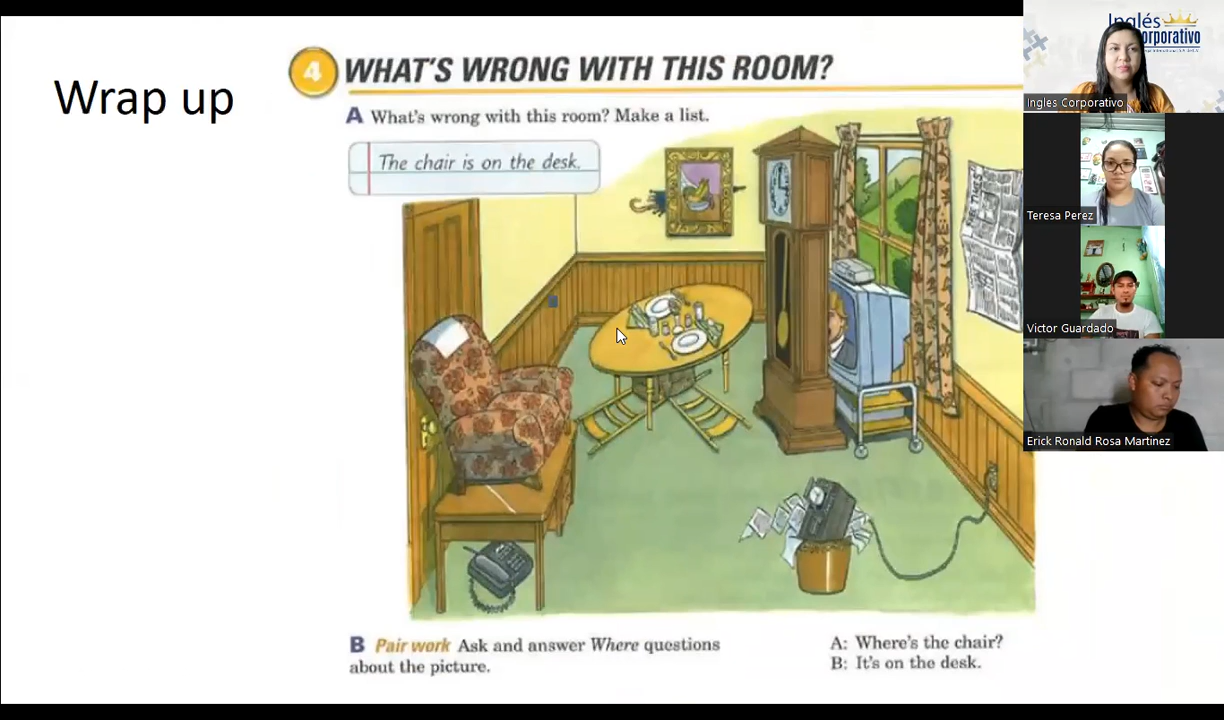 Wrap up
4 WHAT'S WRONG WITH THIS ROOM?
A What's wrong with this room? Make a list.
The chair is on the desk.
B Pair work Ask and answer Where questions
about the picture.
A: Where's the chair?
B: It's on the desk.
Inglés
Corporativo
Ingles Corporativo
Teresa Perez
Victor Guardado
Erick Ronald Rosa Martinez